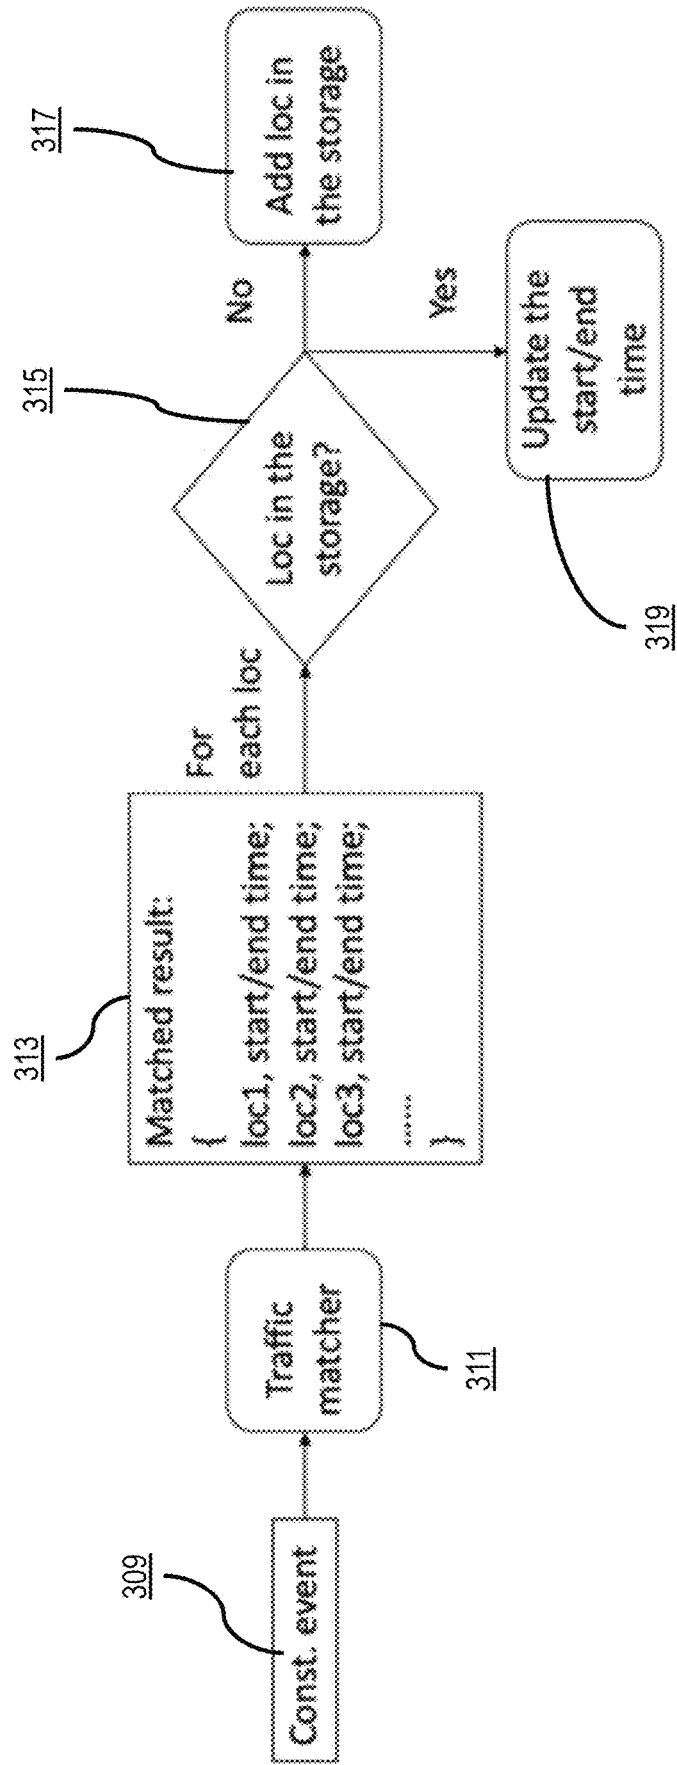 309
Const. event
Traffic
matcher
311
313
Matched result:
{
loc1, start/end time;
loc2, start/end time;
loc3, start/end time;
......
}
For
each loc
315
Loc in the
storage?
No
Yes
317
Add loc in
the storage
Update the
start/end
time
319